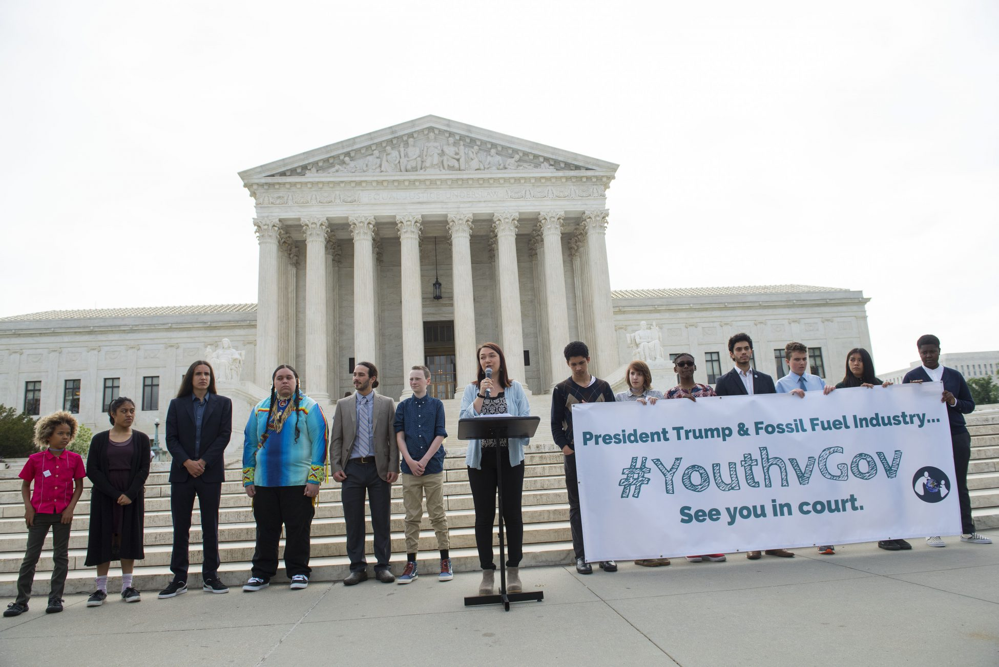 EQUAL JUSTICE UNDER LAW
President Trump & Fossil Fuel Industry...
#YouthvGov
See you in court.